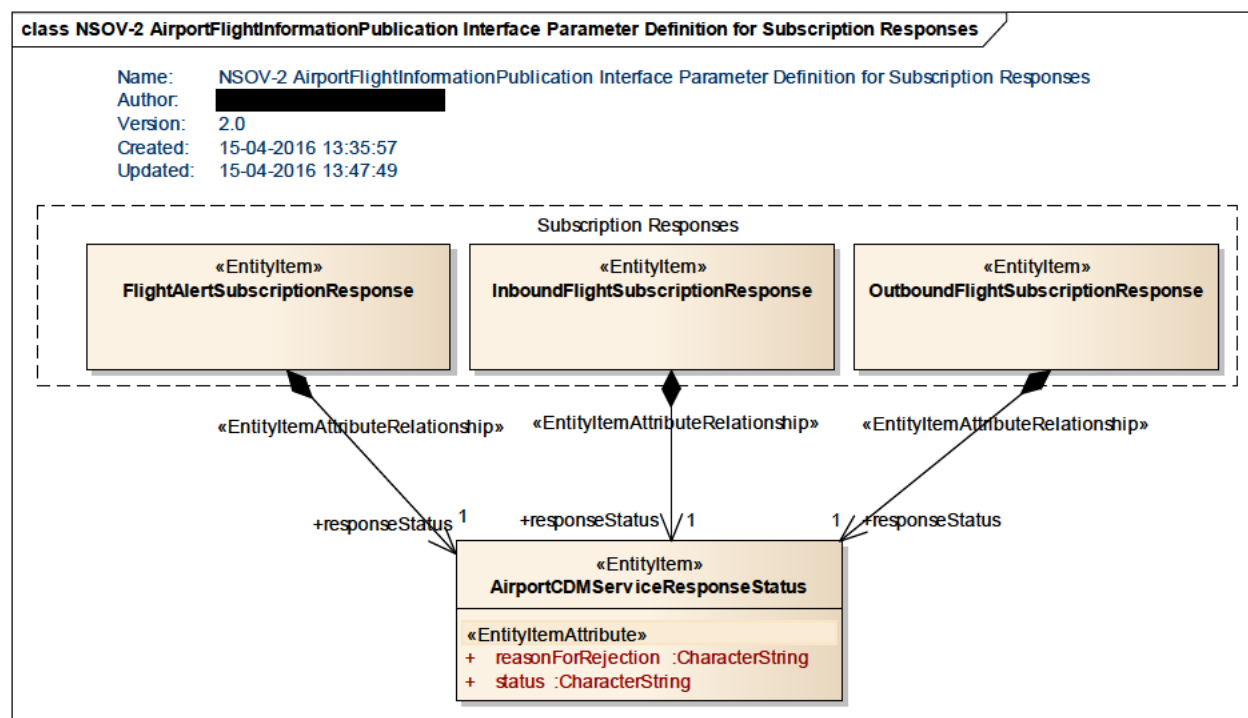 class NSOV-2 AirportFlightInformationPublication Interface Parameter Definition for Subscription Responses
Name: NSOV-2 AirportFlightInformationPublication Interface Parameter Definition for Subscription Responses
Author:
Version: 2.0
Created: 15-04-2016 13:35:57
Updated: 15-04-2016 13:47:49
Subscription Responses
«EntityItem»
FlightAlertSubscriptionResponse
«EntityItem»
InboundFlightSubscriptionResponse
«EntityItem»
OutboundFlightSubscriptionResponse
«EntityItemAttributeRelationship»
«EntityItemAttributeRelationship»
«EntityItemAttributeRelationship»
+responseStatus 1
+responseStatus 1
1 +responseStatus
«EntityItem»
AirportCDMServiceResponseStatus
«EntityItemAttribute»
+ reasonForRejection :CharacterString
+ status :CharacterString